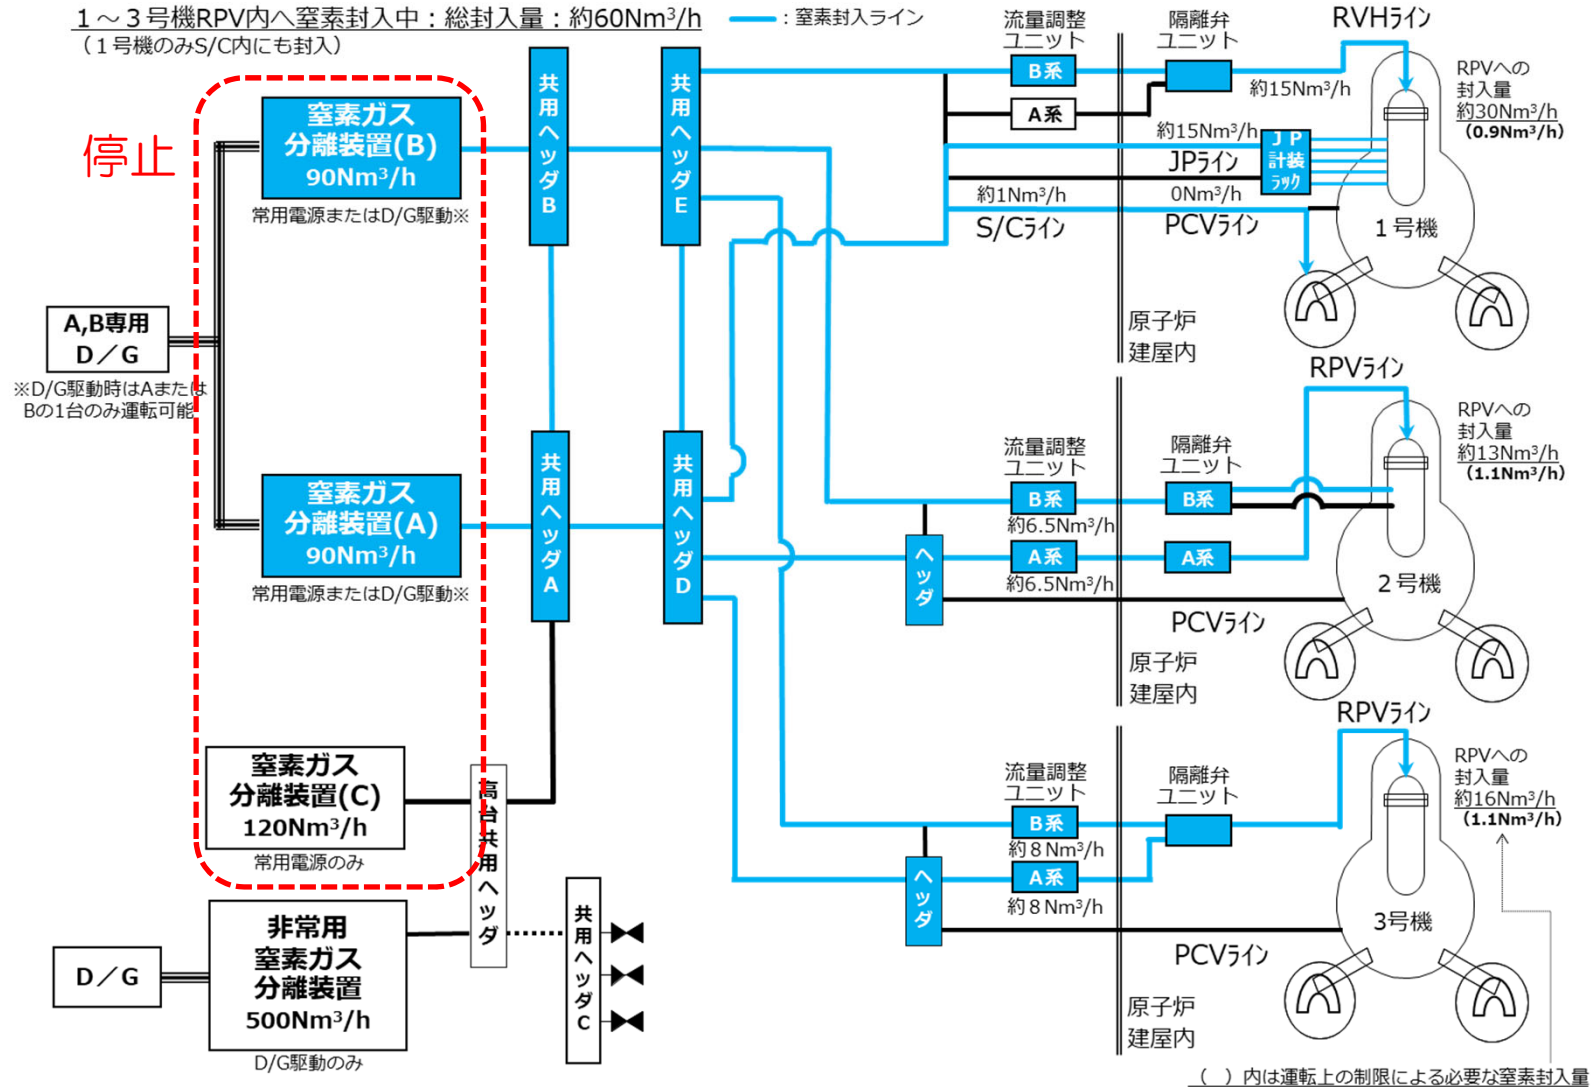 1～3号機RPV内へ窒素封入中：総封入量：約60Nm³/h
（1号機のみS/C内にも封入）
：窒素封入ライン
停止
窒素ガス
分離装置(B)
90Nm³/h
常用電源またはD/G駆動※
A,B専用
D／G
※D/G駆動時はAまたは
Bの1台のみ運転可能
窒素ガス
分離装置(A)
90Nm³/h
常用電源またはD/G駆動※
窒素ガス
分離装置(C)
120Nm³/h
常用電源のみ
D／G
非常用
窒素ガス
分離装置
500Nm³/h
D/G駆動のみ
高台共用ヘッダ
共用ヘッダB
共用ヘッダE
共用ヘッダA
共用ヘッダD
共用ヘッダC
流量調整
ユニット
隔離弁
ユニット
RVHライン
B系
A系
約15Nm³/h
約15Nm³/h
JPライン
JP
計装
ラック
約1Nm³/h
0Nm³/h
S/Cライン
PCVライン
RPVへの
封入量
約30Nm³/h
(0.9Nm³/h)
1号機
原子炉
建屋内
RPVライン
流量調整
ユニット
隔離弁
ユニット
B系
B系
約6.5Nm³/h
ヘッダ
A系
A系
約6.5Nm³/h
PCVライン
RPVへの
封入量
約13Nm³/h
(1.1Nm³/h)
2号機
原子炉
建屋内
RPVライン
流量調整
ユニット
隔離弁
ユニット
B系
約8Nm³/h
ヘッダ
A系
約8Nm³/h
PCVライン
RPVへの
封入量
約16Nm³/h
(1.1Nm³/h)
3号機
原子炉
建屋内
（　）内は運転上の制限による必要な窒素封入量